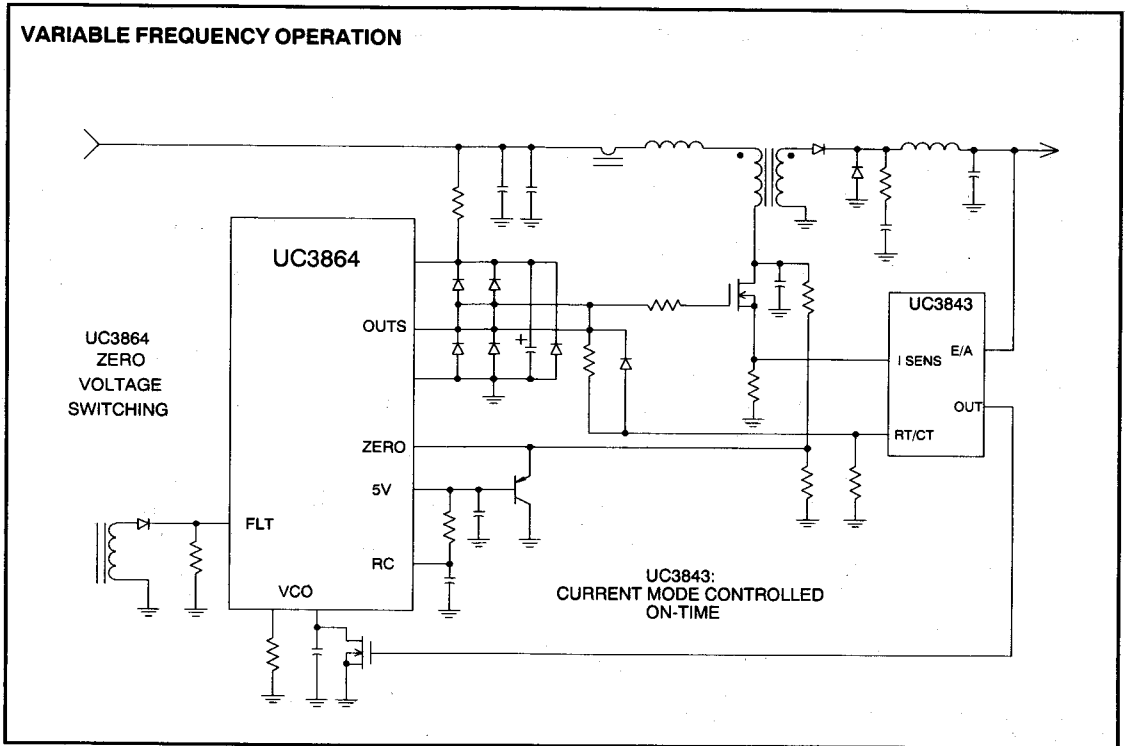 VARIABLE FREQUENCY OPERATION
UC3864
UC3864
ZERO
VOLTAGE
SWITCHING
OUTS
ZERO
5V
RC
FLT
VCO
+
UC3843
E/A
I SENS
OUT
RT/CT
UC3843:
CURRENT MODE CONTROLLED
ON-TIME